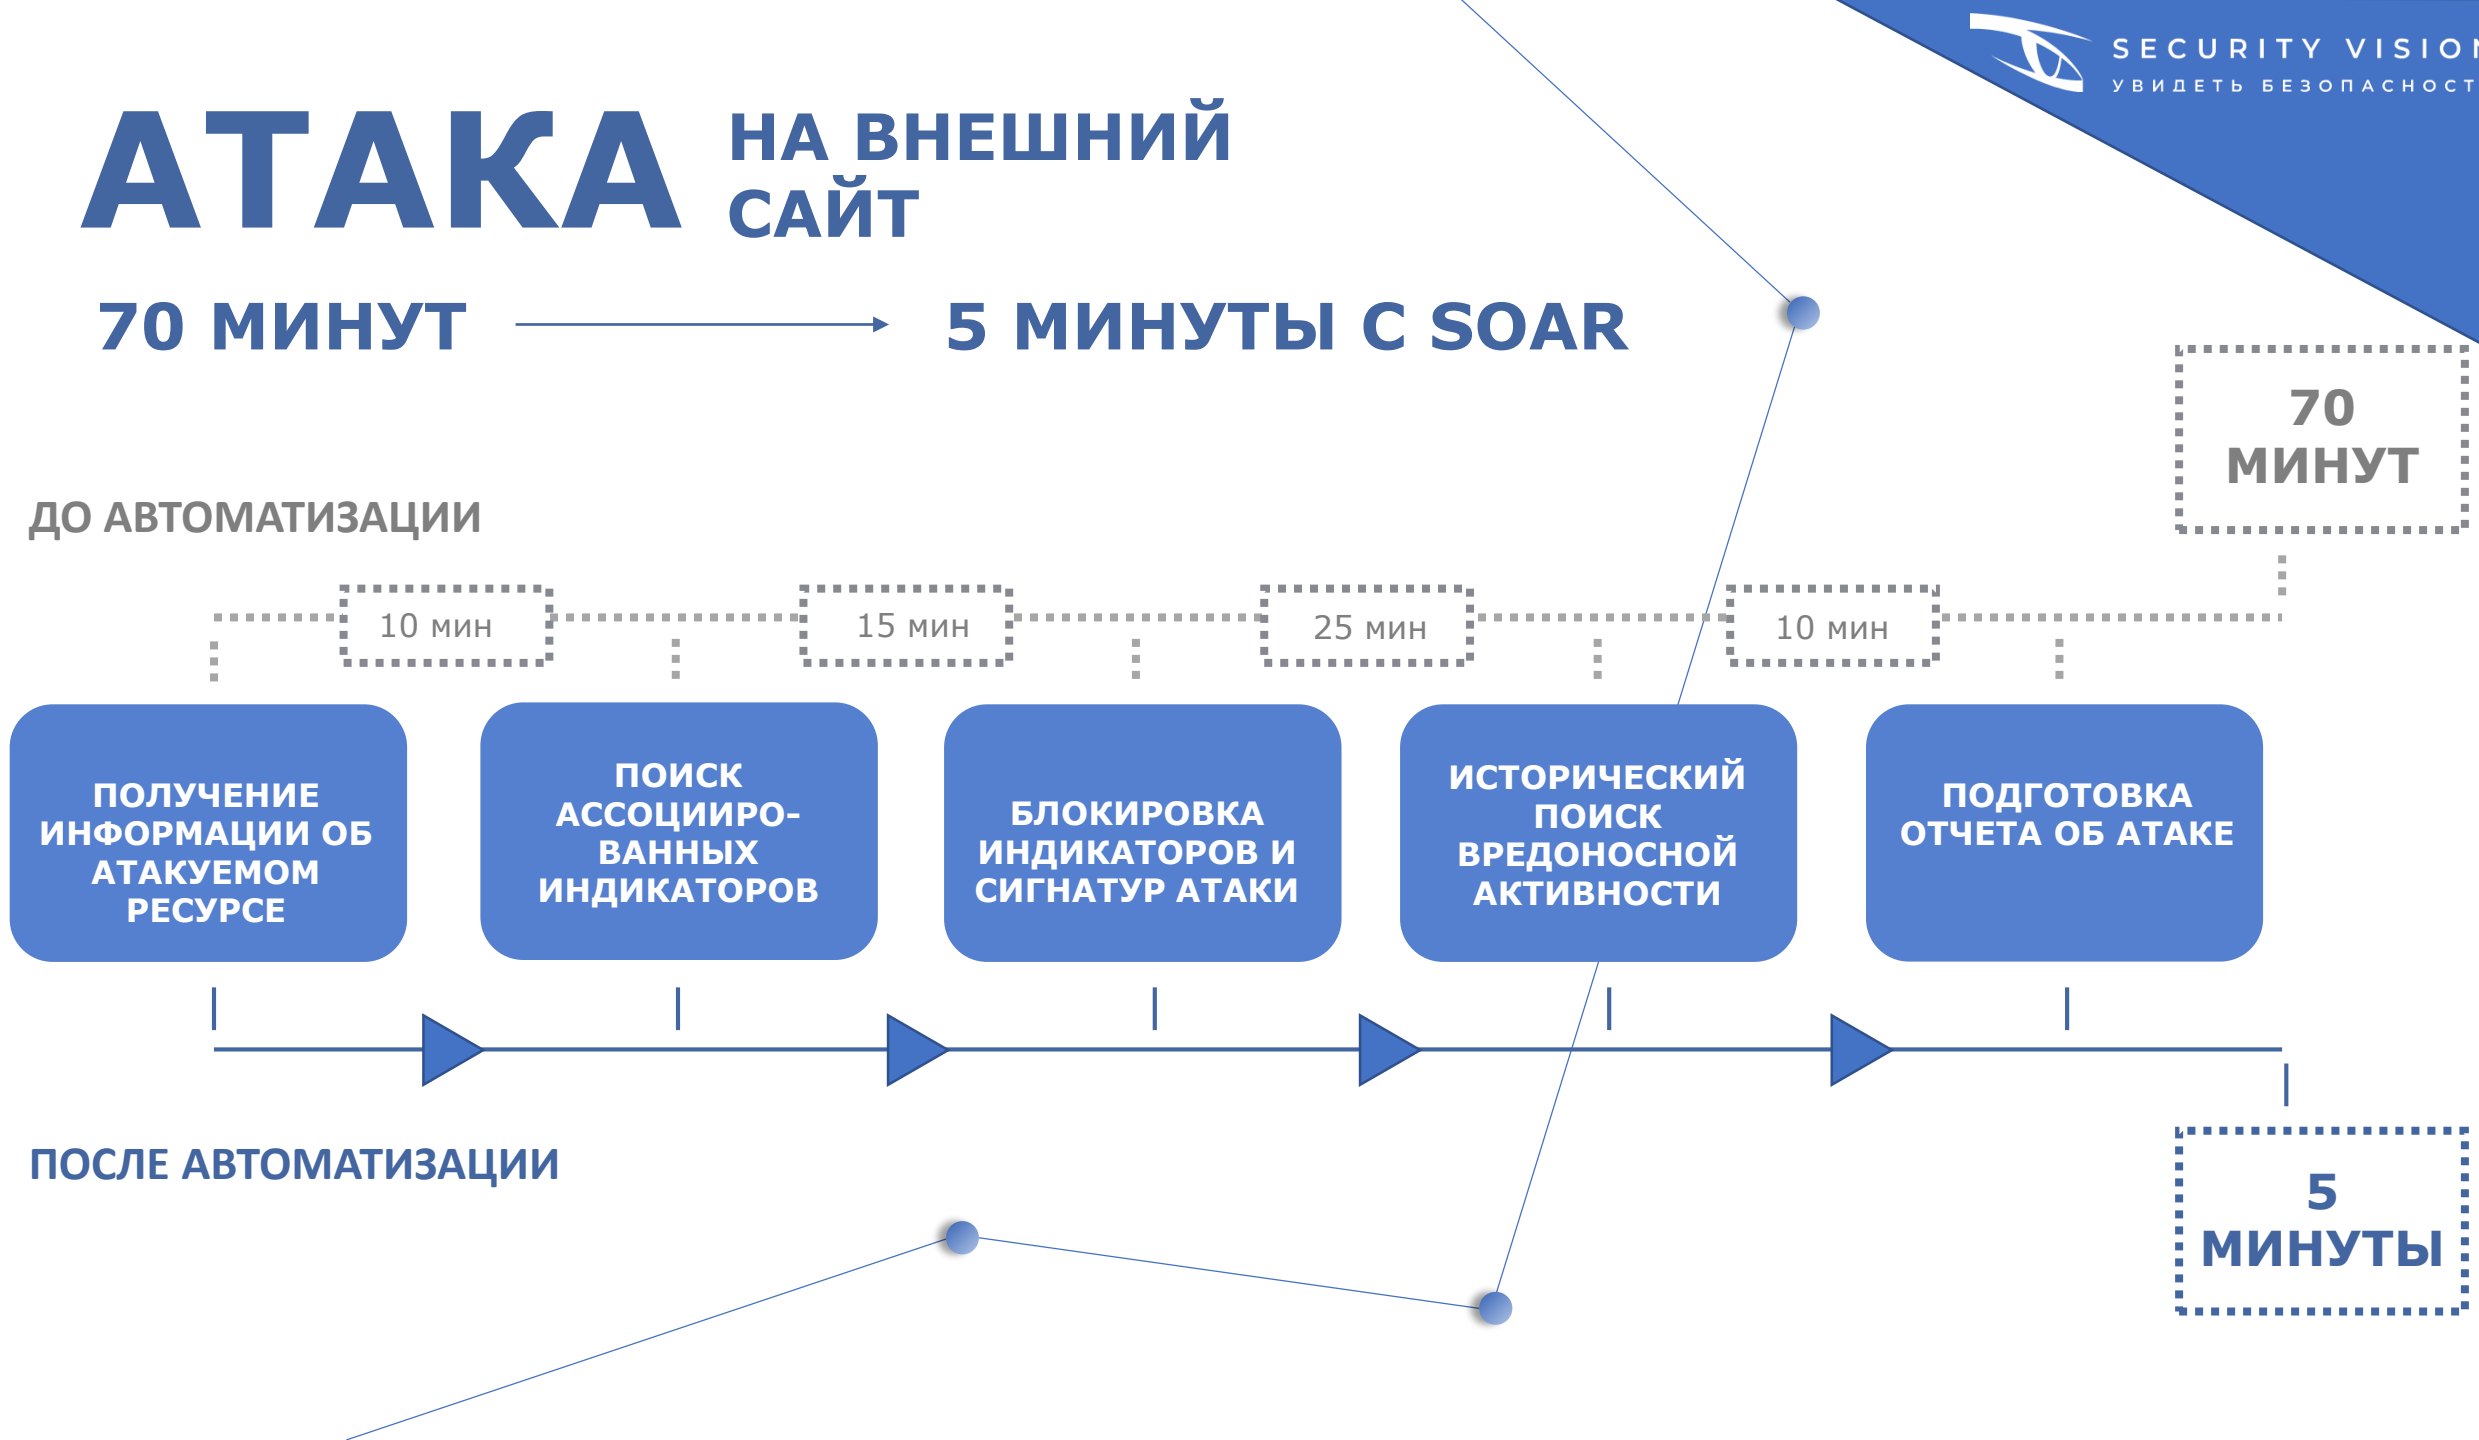 SECURITY VISION
УВИДЕТЬ БЕЗОПАСНОСТ
АТАКА
НА ВНЕШНИЙ
САЙТ
70 МИНУТ
5 МИНУТЫ С SOAR
70
МИНУТ
ДО АВТОМАТИЗАЦИИ
10 мин
15 мин
25 мин
10 мин
ПОЛУЧЕНИЕ
ИНФОРМАЦИИ ОБ
АТАКУЕМОМ
РЕСУРСЕ
ПОИСК
АССОЦИИРО-
ВАННЫХ
ИНДИКАТОРОВ
БЛОКИРОВКА
ИНДИКАТОРОВ И
СИГНАТУР АТАКИ
ИСТОРИЧЕСКИЙ
ПОИСК
ВРЕДОНОСНОЙ
АКТИВНОСТИ
ПОДГОТОВКА
ОТЧЕТА ОБ АТАКЕ
ПОСЛЕ АВТОМАТИЗАЦИИ
5
МИНУТЫ